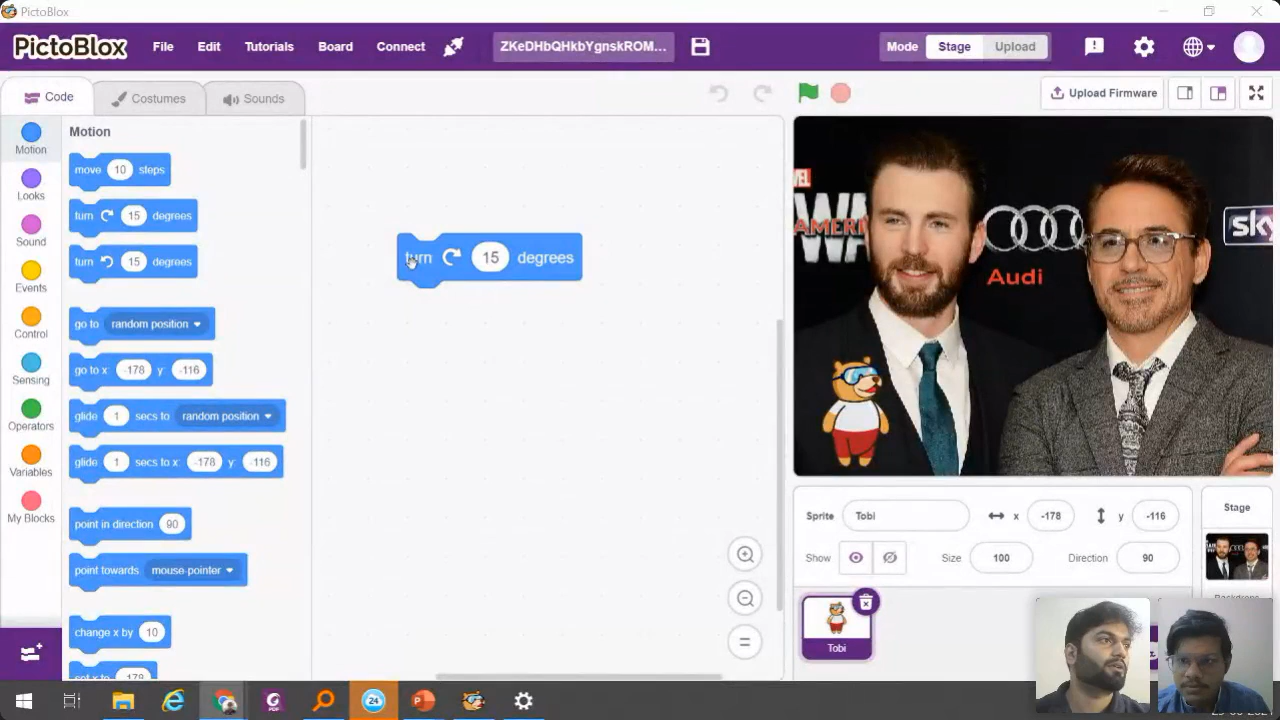 PictoBlox
PictoBlox File Edit Tutorials Board Connect ZKeDHbQHkbYgnskROM... Mode Stage Upload
Code Costumes Sounds Upload Firmware
Motion
Looks
Sound
Events
Control
Sensing
Operators
Variables
My Blocks
Motion
move 10 steps
turn 15 degrees
turn 15 degrees
go to random position
go to x: -178 y: -116
glide 1 secs to random position
glide 1 secs to x: -178 y: -116
point in direction 90
point towards mouse-pointer
change x by 10
turn 15 degrees
Audi
sky
Sprite Tobi x -178 y -116
Show Size 100 Direction 90
Tobi
Stage
24